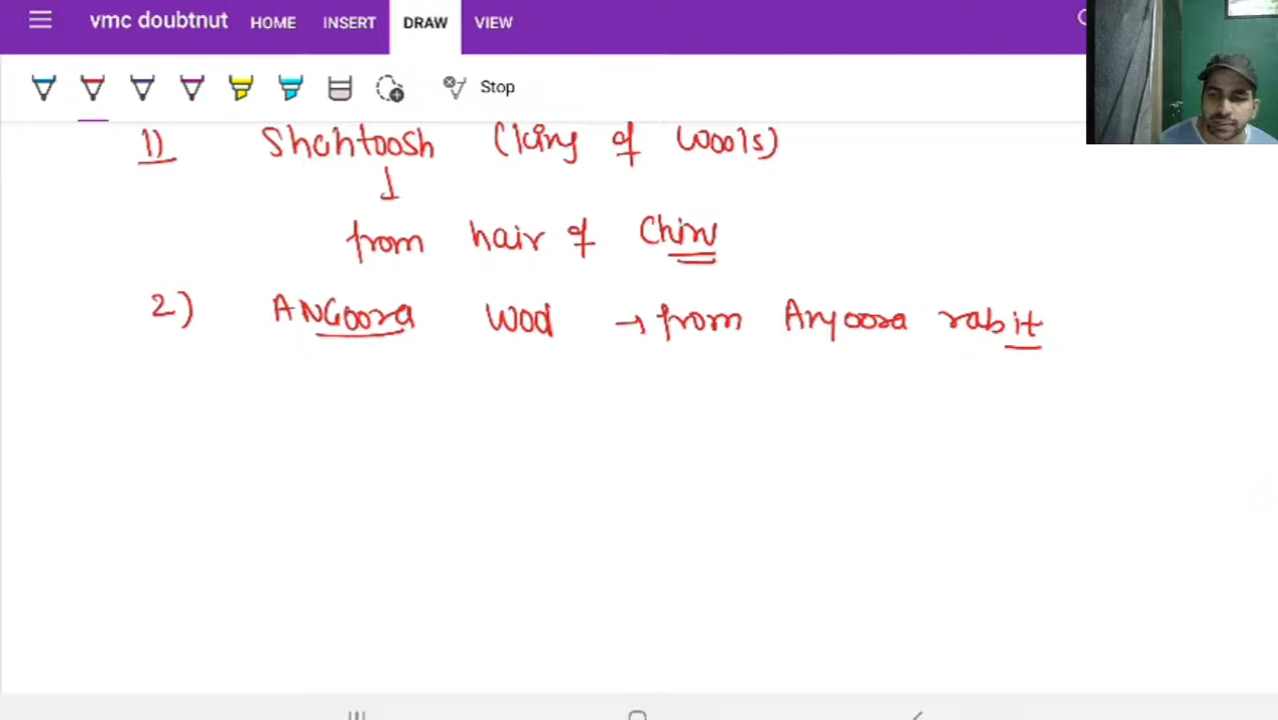 vmc doubtnut HOME INSERT DRAW VIEW
Stop
1) Shahtoosh (King of wools)
from hair of Chiru
2) ANGoora wool → from Angoora rabit